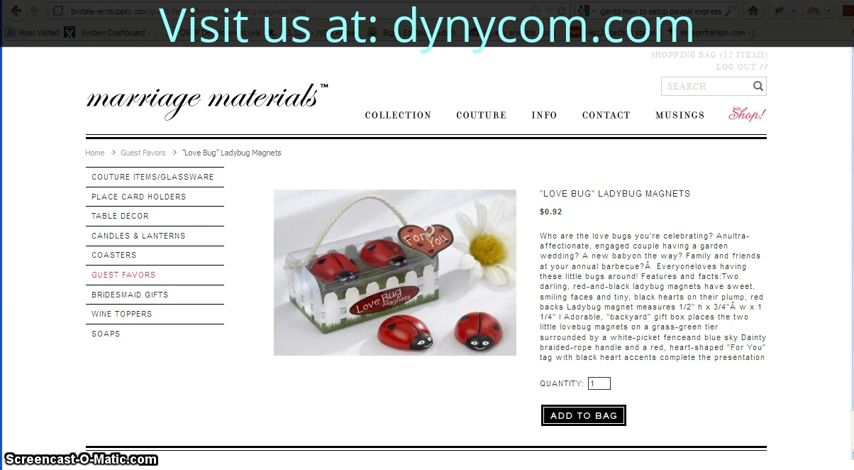 Visit us at: dynycom.com
Most Visited
System Dashboard
SHOPPING BAG (12 ITEMS)
LOG OUT //
marriage materials™
SEARCH
COLLECTION COUTURE INFO CONTACT MUSINGS Shop!
Home > Guest Favors > "Love Bug" Ladybug Magnets
COUTURE ITEMS/GLASSWARE
PLACE CARD HOLDERS
TABLE DECOR
CANDLES & LANTERNS
COASTERS
GUEST FAVORS
BRIDESMAID GIFTS
WINE TOPPERS
SOAPS
For You
Love Bug
Magnets
"LOVE BUG" LADYBUG MAGNETS
$0.92
Who are the love bugs you're celebrating? Anultra-
affectionate, engaged couple having a garden
wedding? A new babyon the way? Family and friends
at your annual barbecue?Â  Everyoneloves having
these little bugs around! Features and facts:Two
darling, red-and-black ladybug magnets have sweet,
smiling faces and tiny, black hearts on their plump, red
backs Ladybug magnet measures 1/2" h x 3/4"Â w x 1
1/4" l Adorable, "backyard" gift box places the two
little lovebug magnets on a grass-green tier
surrounded by a white-picket fenceand blue sky Dainty
braided-rope handle and a red, heart-shaped "For You"
tag with black heart accents complete the presentation
QUANTITY: 1
ADD TO BAG
Screencast-O-Matic.com